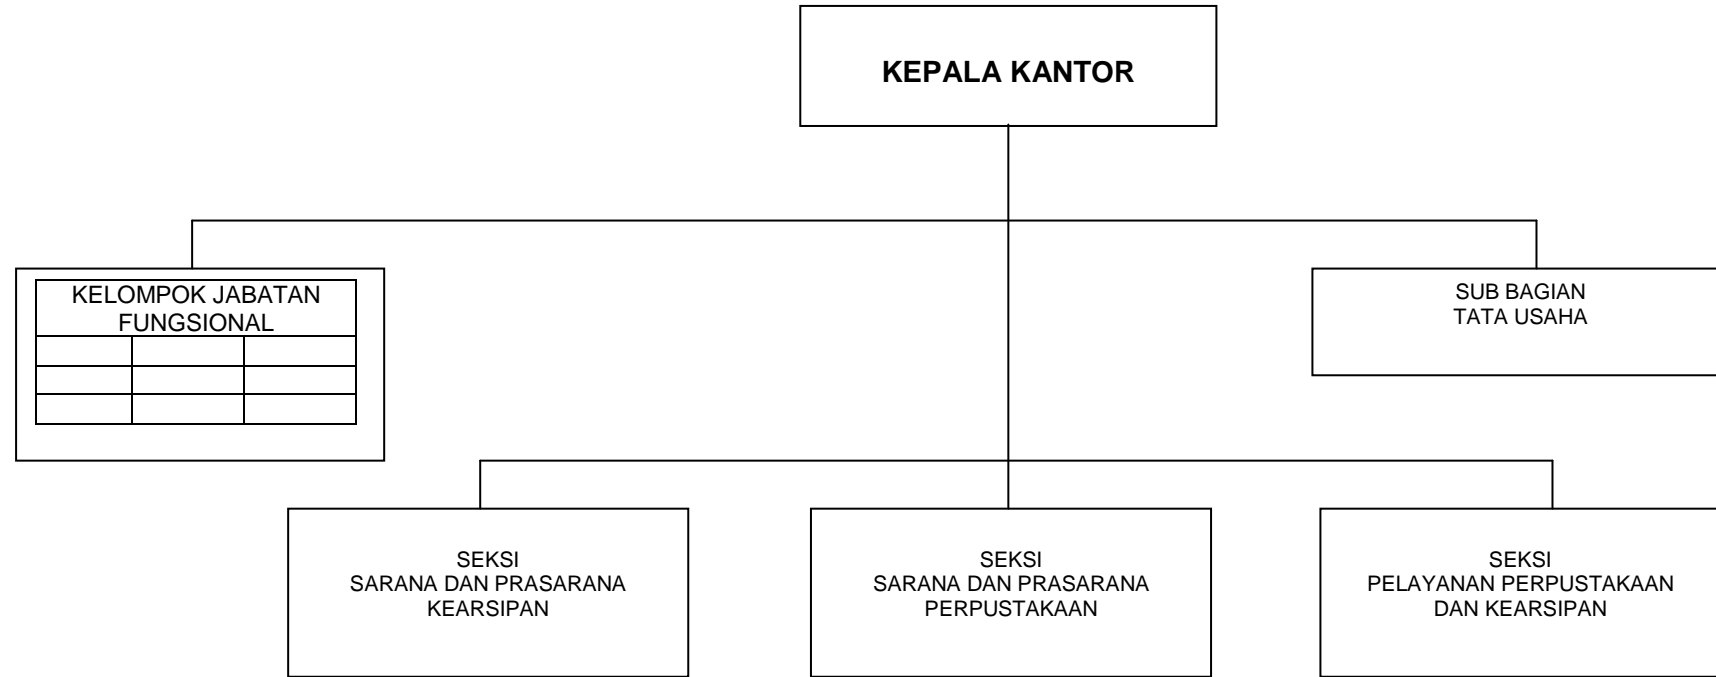 KEPALA KANTOR
KELOMPOK JABATAN
FUNGSIONAL
SUB BAGIAN
TATA USAHA
SEKSI
SARANA DAN PRASARANA
KEARSIPAN
SEKSI
SARANA DAN PRASARANA
PERPUSTAKAAN
SEKSI
PELAYANAN PERPUSTAKAAN
DAN KEARSIPAN